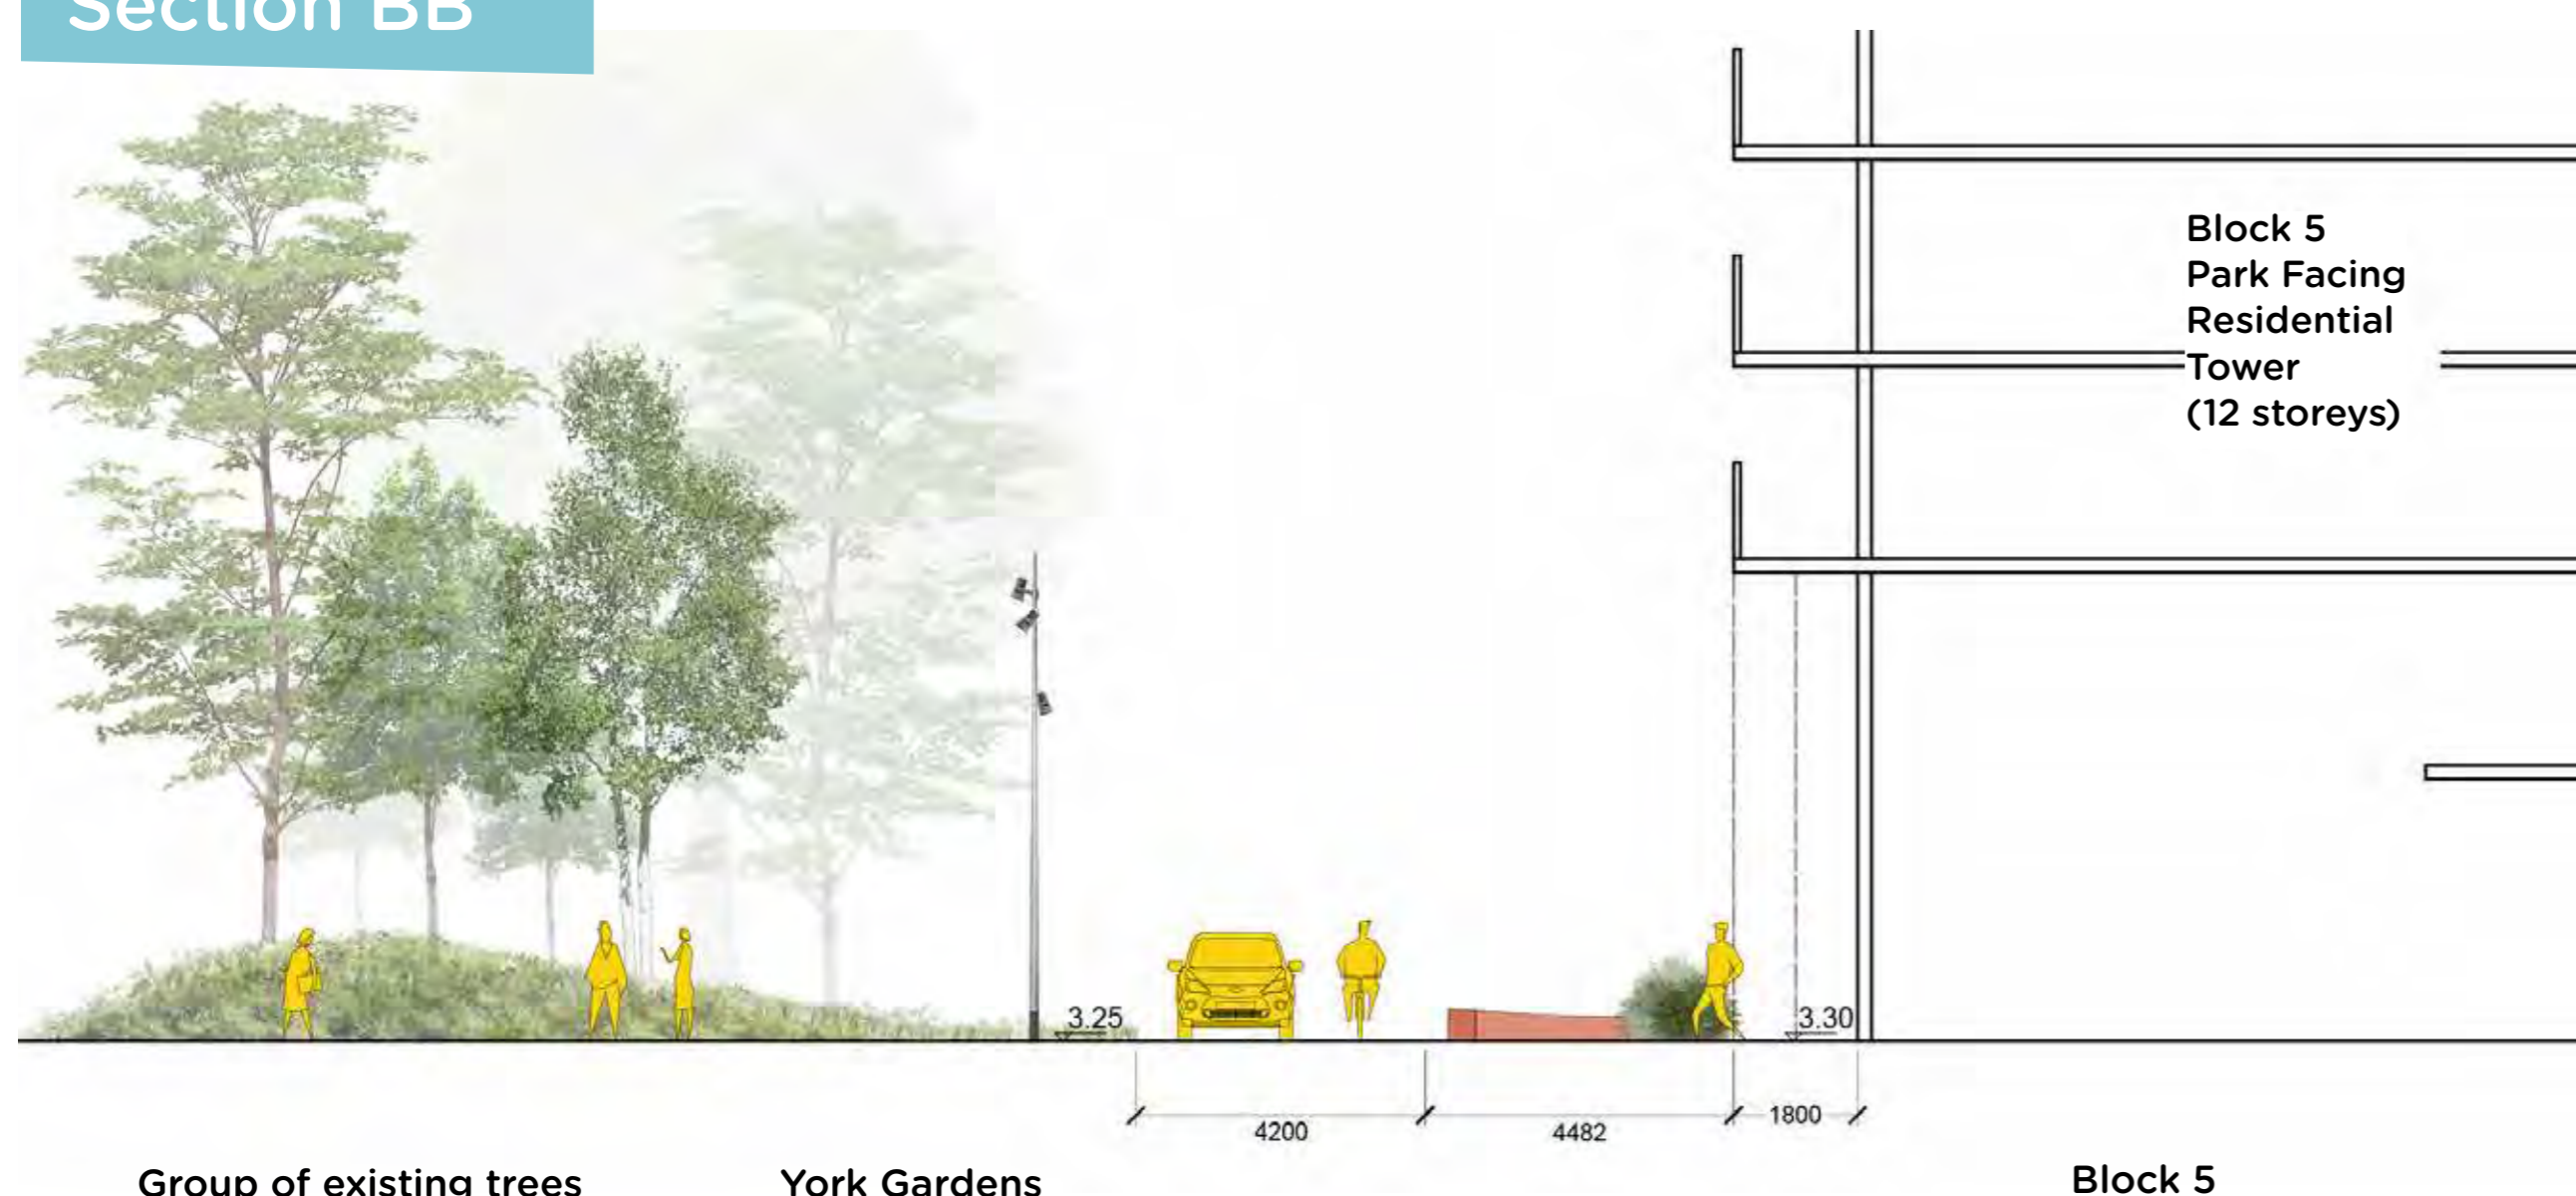 Section BB
Block 5
Park Facing
Residential
Tower
(12 storeys)
3.25
3.30
4200
4482
1800
Group of existing trees
York Gardens
Block 5